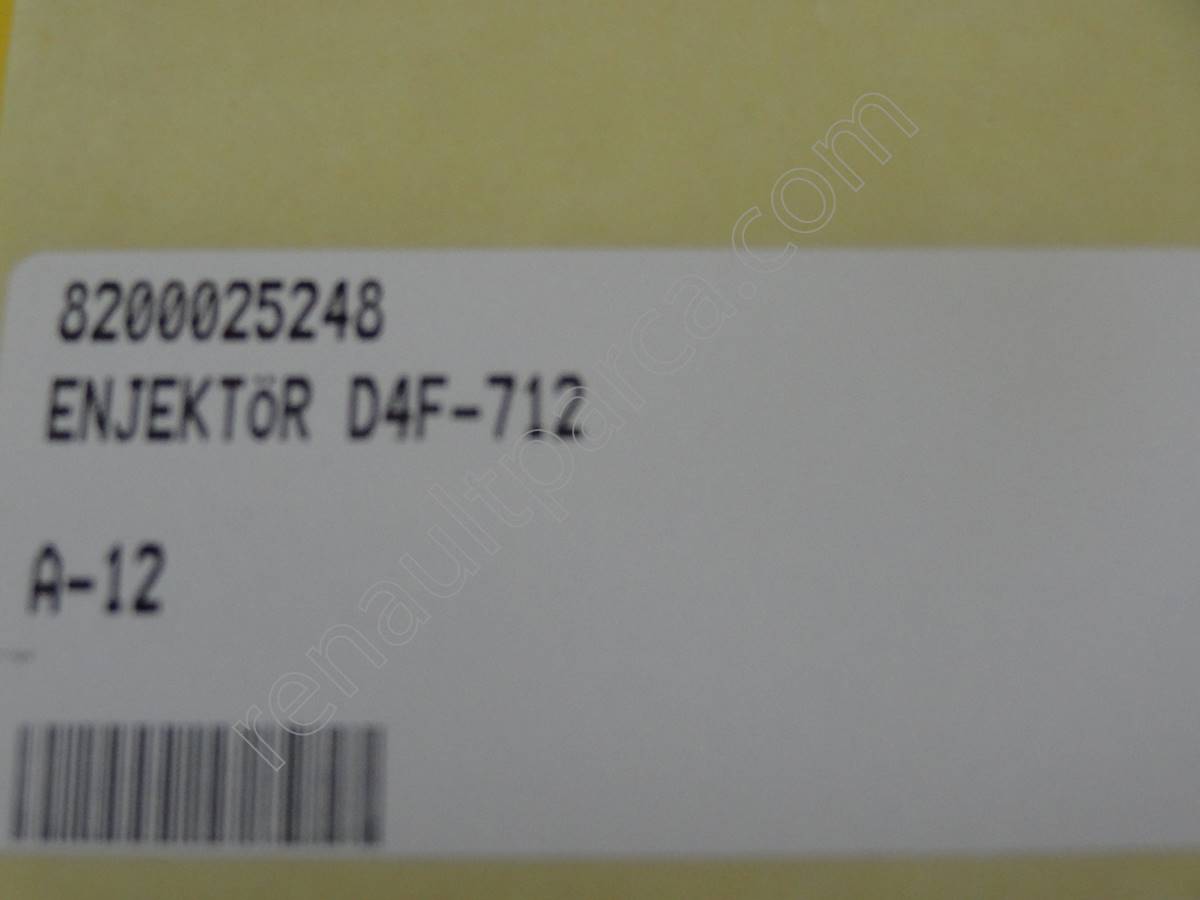 8200025248
ENJEKTöR D4F-712
A-12
renaultparca.com